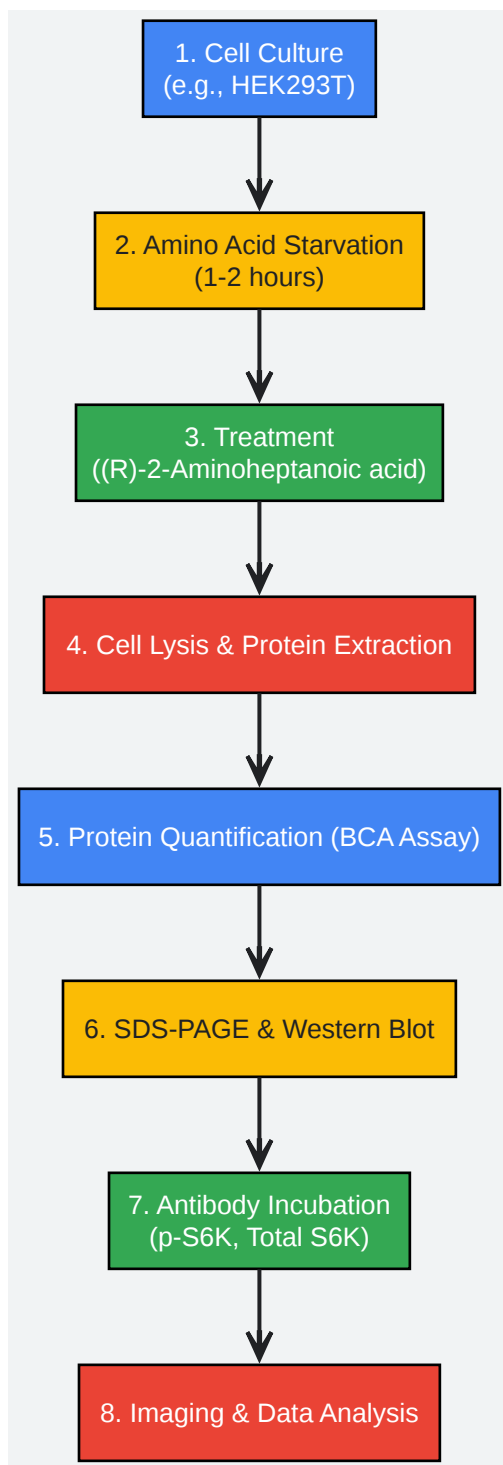 1. Cell Culture
(e.g., HEK293T)
2. Amino Acid Starvation
(1-2 hours)
3. Treatment
((R)-2-Aminoheptanoic acid)
4. Cell Lysis & Protein Extraction
5. Protein Quantification (BCA Assay)
6. SDS-PAGE & Western Blot
7. Antibody Incubation
(p-S6K, Total S6K)
8. Imaging & Data Analysis